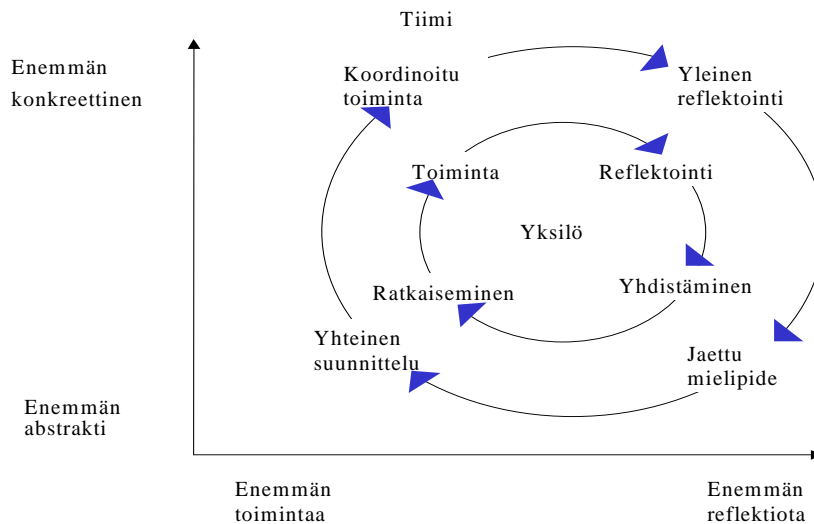 Tiimi
Enemmän
konkreettinen
Koordinoitu
toiminta
Yleinen
reflektointi
Toiminta
Reflektointi
Yksilö
Ratkaiseminen
Yhdistäminen
Yhteinen
suunnittelu
Jaettu
mielipide
Enemmän
abstrakti
Enemmän
toimintaa
Enemmän
reflektiota